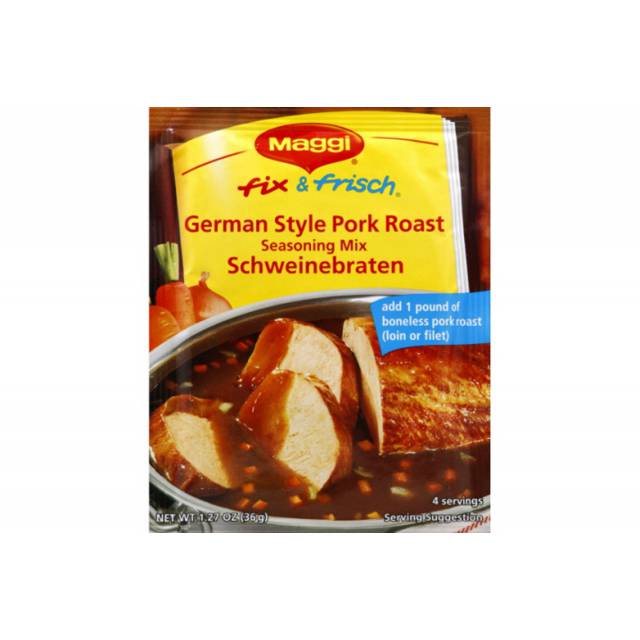 Maggi®
fix & frisch®
German Style Pork Roast
Seasoning Mix
Schweinebraten
add 1 pound of
boneless pork roast
(loin or filet)
4 servings
NET WT 1.27 OZ (36g) Serving Suggestion